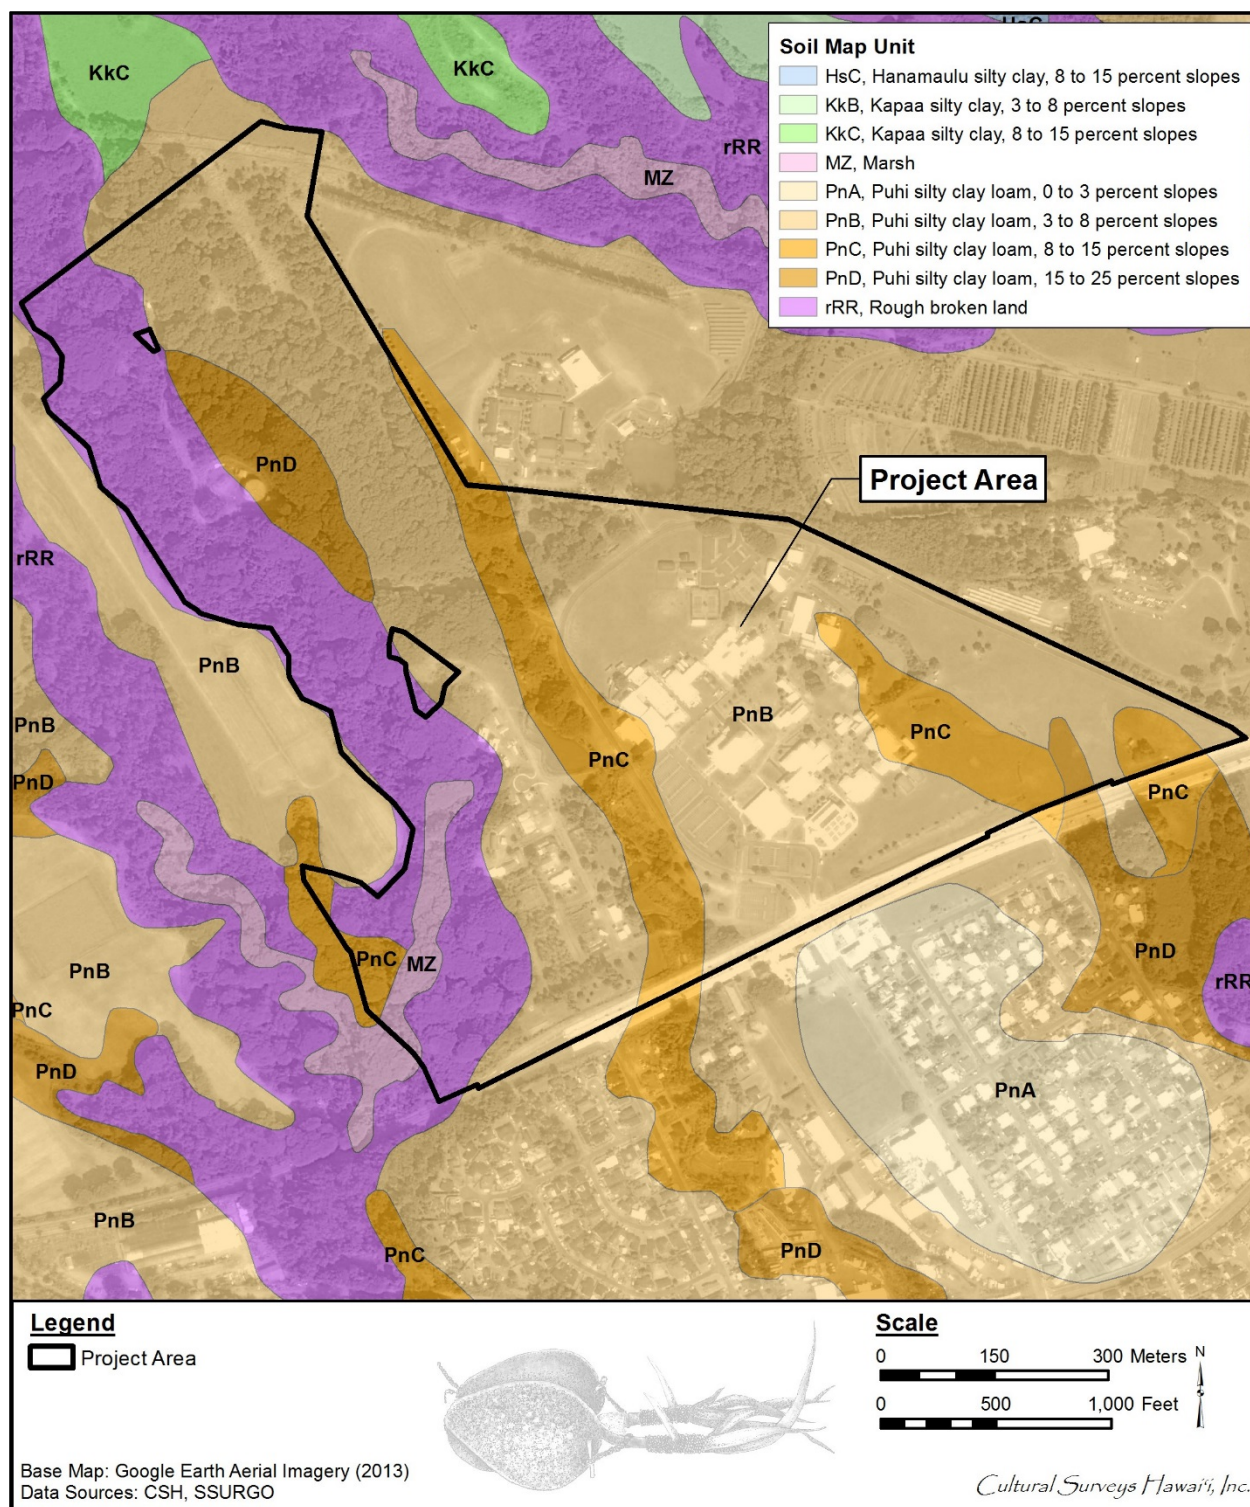 HsC
Soil Map Unit
HsC, Hanamaulu silty clay, 8 to 15 percent slopes
KkB, Kapaa silty clay, 3 to 8 percent slopes
KkC, Kapaa silty clay, 8 to 15 percent slopes
MZ, Marsh
PnA, Puhi silty clay loam, 0 to 3 percent slopes
PnB, Puhi silty clay loam, 3 to 8 percent slopes
PnC, Puhi silty clay loam, 8 to 15 percent slopes
PnD, Puhi silty clay loam, 15 to 25 percent slopes
rRR, Rough broken land
KkC
KkC
rRR
MZ
PnD
Project Area
rRR
PnB
PnB
PnB
PnC
PnC
PnD
PnC
PnC
MZ
PnD
PnB
rRR
PnC
PnD
PnA
PnB
PnC
PnD
Legend
Project Area
Scale
0 150 300 Meters
N
0 500 1,000 Feet
Base Map: Google Earth Aerial Imagery (2013)
Data Sources: CSH, SSURGO
Cultural Surveys Hawaiʻi, Inc.